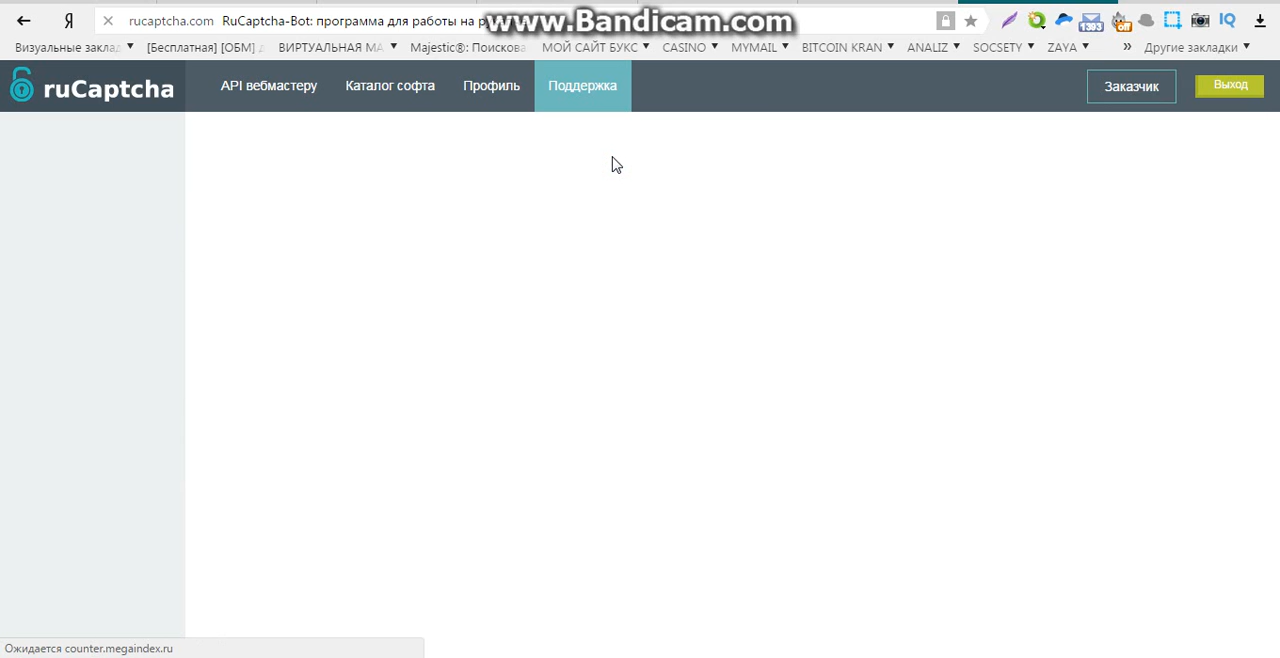 www.Bandicam.com
rucaptcha.com RuCaptcha-Bot: программа для работы на
Визуальные заклад [Бесплатная] [ОБМ] ВИРТУАЛЬНАЯ МА Majestic®: Поискова МОЙ САЙТ БУКС CASINO MYMAIL BITCOIN KRAN ANALIZ SOCSETY ZAYA » Другие закладки
ruCaptcha API вебмастеру Каталог софта Профиль Поддержка Заказчик Выход
Ожидается counter.megaindex.ru